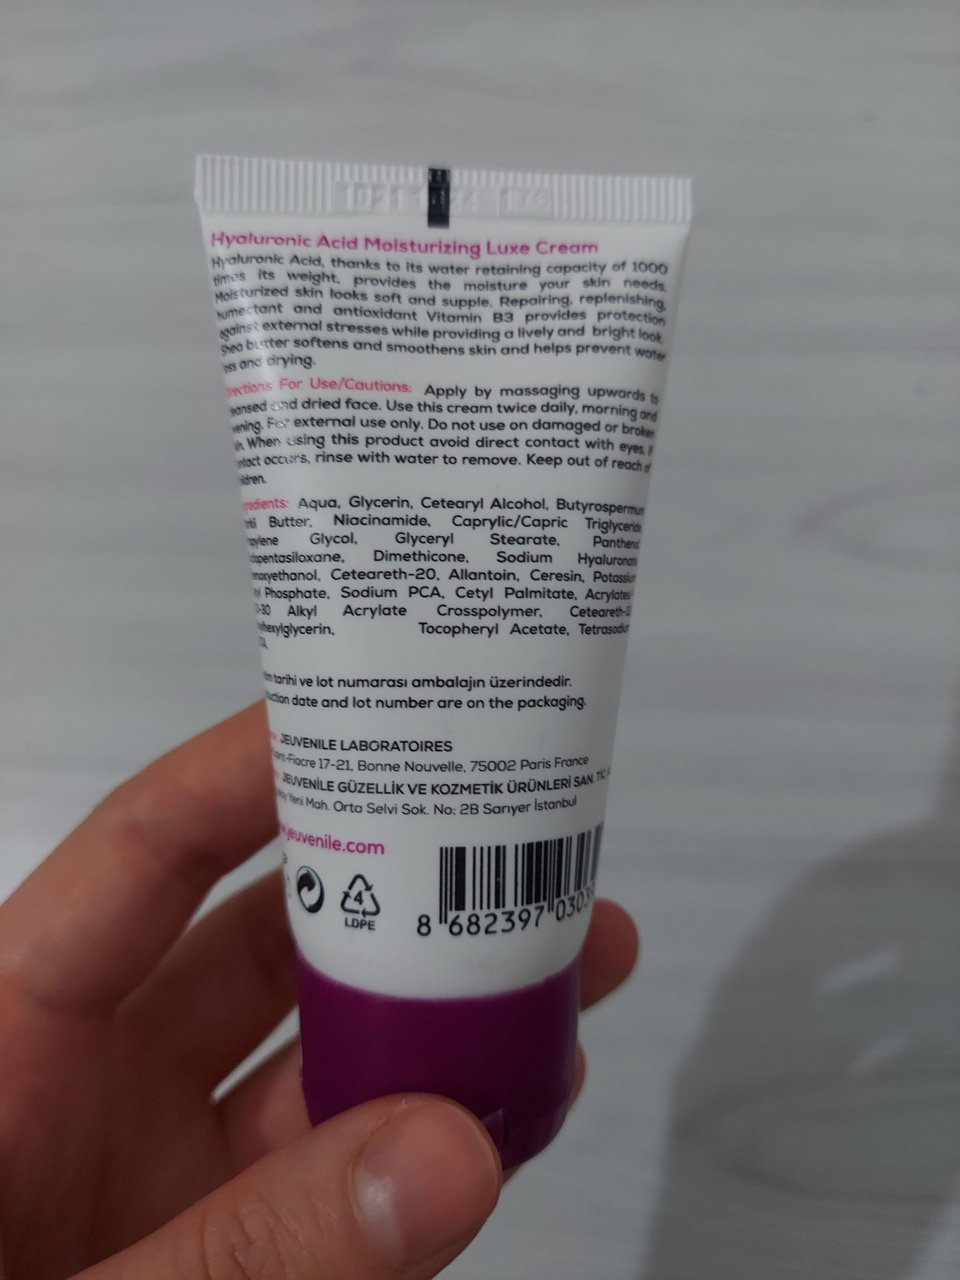 Hyaluronic Acid Moisturizing Luxe Cream
Hyaluronic Acid, thanks to its water retaining capacity of 1000
times its weight, provides the moisture your skin needs.
Moisturized skin looks soft and supple. Repairing, replenishing,
humectant and antioxidant Vitamin B3 provides protection
against external stresses while providing a lively and bright look.
Shea butter softens and smoothens skin and helps prevent water
loss and drying.
For Use/Cautions: Apply by massaging upwards to
and dried face. Use this cream twice daily, morning and
For external use only. Do not use on damaged or broken
When using this product avoid direct contact with eyes.
occurs, rinse with water to remove. Keep out of reach of
Aqua, Glycerin, Cetearyl Alcohol, Butyrospermum
Butter, Niacinamide, Caprylic/Capric Triglyceride
Glycol, Glyceryl Stearate, Panthenol
Dimethicone, Sodium Hyaluronate
Ceteareth-20, Allantoin, Ceresin, Potassium
Phosphate, Sodium PCA, Cetyl Palmitate, Acrylates
Alkyl Acrylate Crosspolymer, Ceteareth-12
Tocopheryl Acetate, Tetrasodium
tarihi ve lot numarası ambalajın üzerindedir.
date and lot number are on the packaging.
JEUVENILE LABORATOIRES
17-21, Bonne Nouvelle, 75002 Paris France
JEUVENİLE GÜZELLİK VE KOZMETİK ÜRÜNLERİ SAN. TİC.
Yeni Mah. Orta Selvi Sok. No: 2B Sarıyer İstanbul
jeuvenile.com
4
LDPE
8 682397 030